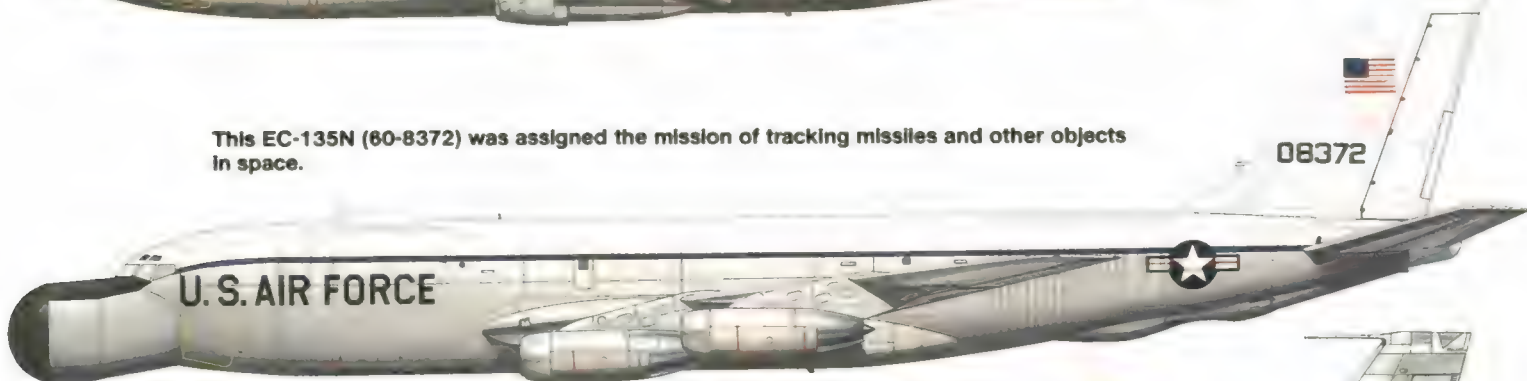 This EC-135N (60-8372) was assigned the mission of tracking missiles and other objects
in space.
08372
U. S. AIR FORCE